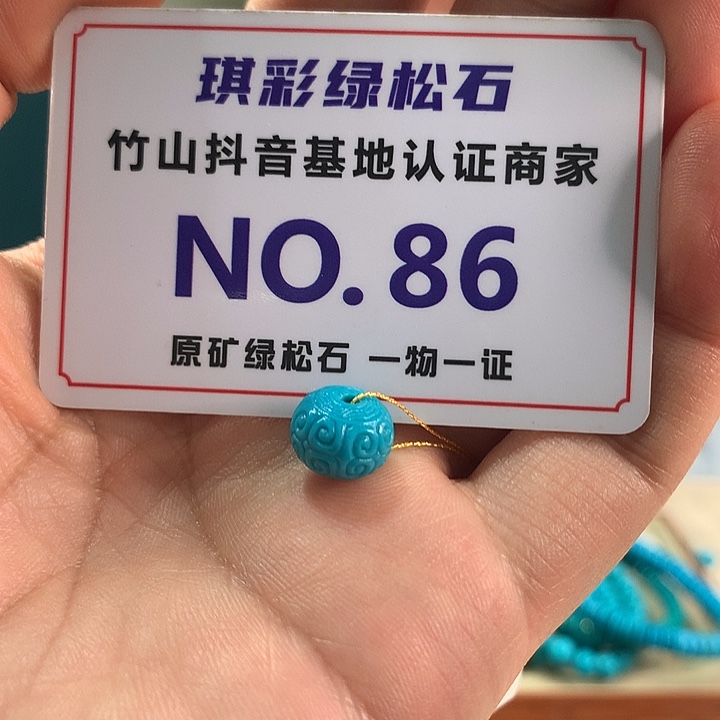 琪彩绿松石
竹山抖音基地认证商家
NO.86
原矿绿松石 一物一证